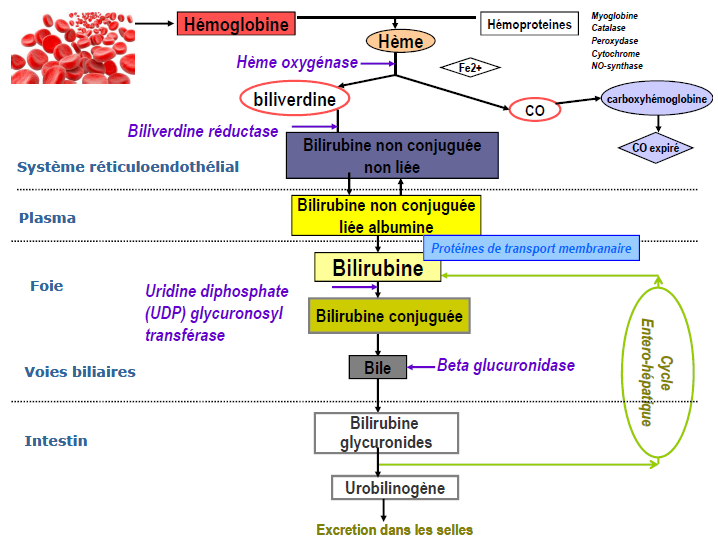 Hémoglobine
Hémoproteines
Myoglobine
Catalase
Peroxydase
Cytochrome
NO-synthase
Hème
Hème oxygénase
Fe2+
biliverdine
CO
carboxyhémoglobine
Biliverdine réductase
CO expiré
Bilirubine non conjuguée
non liée
Système réticuloendothélial
Bilirubine non conjuguée
liée albumine
Plasma
Protéines de transport membranaire
Bilirubine
Foie
Uridine diphosphate
(UDP) glycuronosyl
transférase
Bilirubine conjuguée
Cycle
Entero-hépatique
Voies biliaires
Bile
Beta glucuronidase
Intestin
Bilirubine
glycuronides
Urobilinogène
Excretion dans les selles